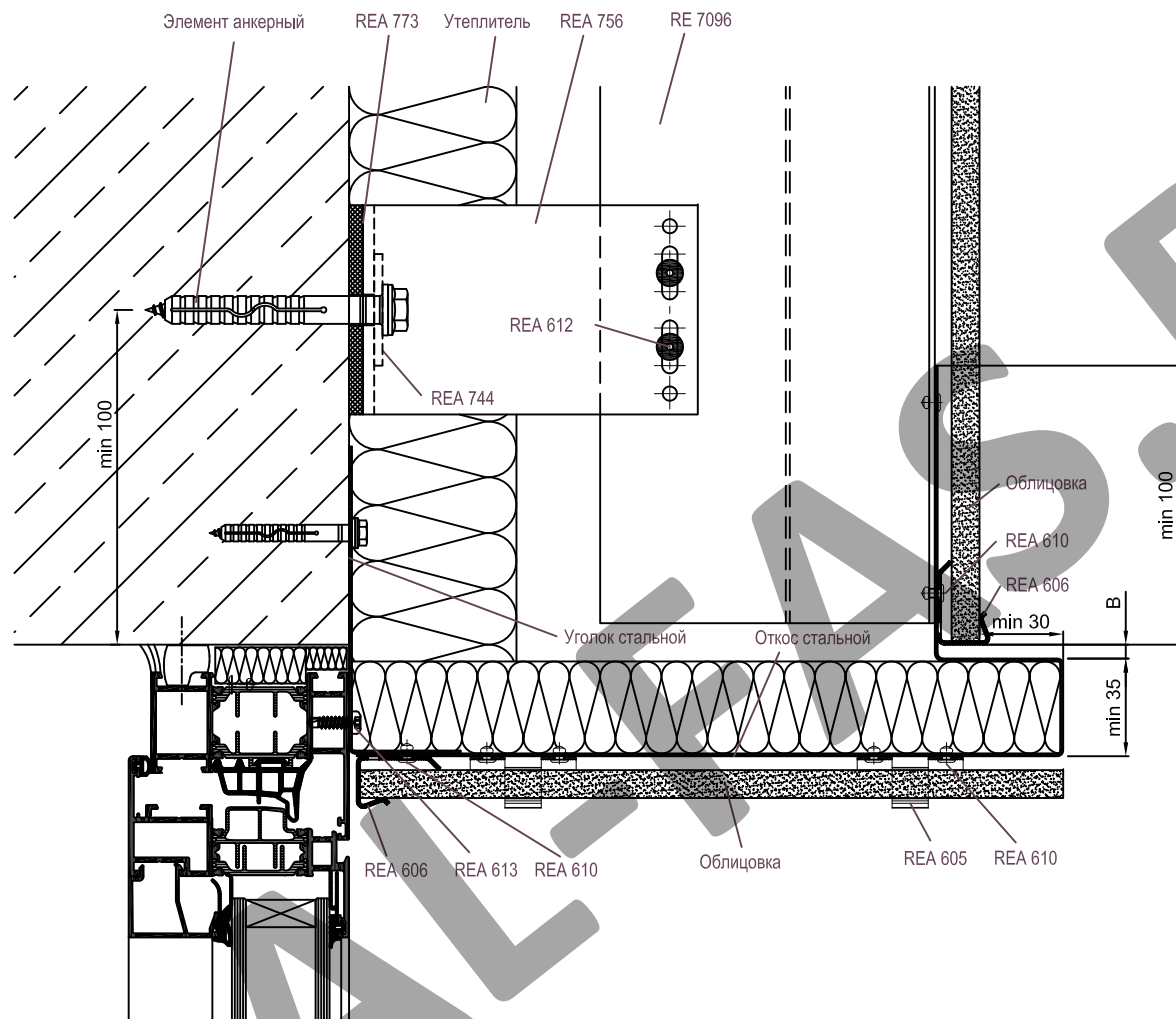 Элемент анкерный
REA 773
Утеплитель
REA 756
RE 7096
REA 612
REA 744
min 100
Облицовка
min 100
REA 610
REA 606
B
min 30
Уголок стальной
Откос стальной
min 35
REA 606
REA 613
REA 610
Облицовка
REA 605
REA 610